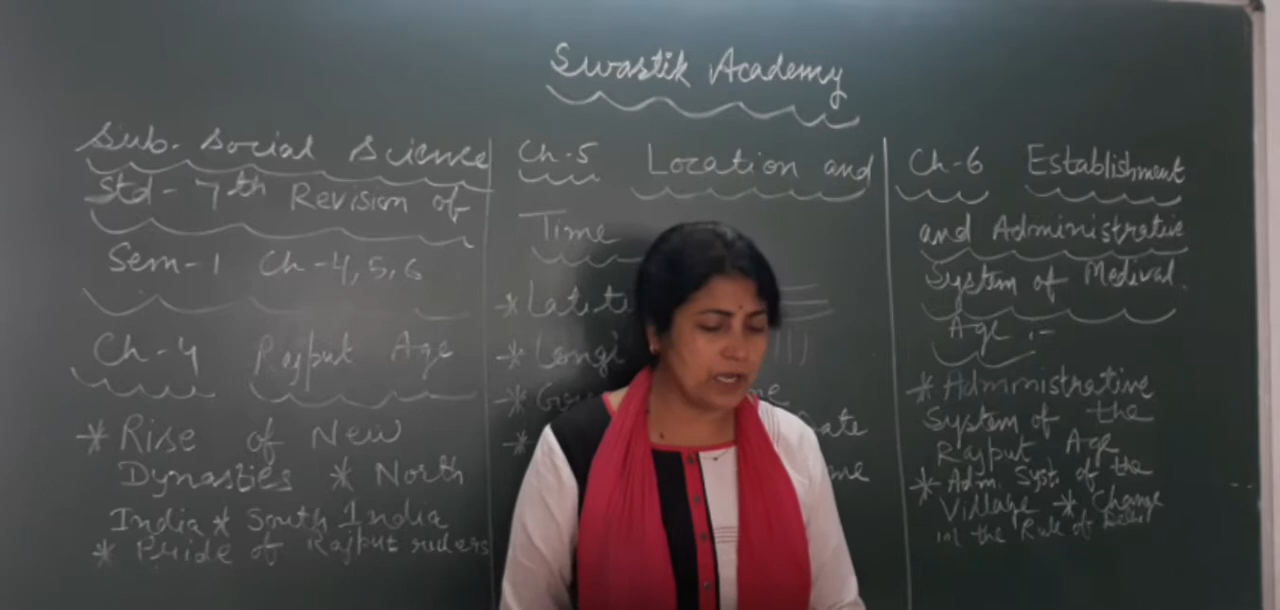 Swastik Academy
Sub. Social Science
Std - 7th Revision of
Sem-1 Ch-4,5,6
Ch-4 Rajput Age
* Rise of New
Dynasties * North
India * South India
* Pride of Rajput rulers
Ch-5 Location and
Time
*
*
*
*
Ch-6 Establishment
and Administrative
System of Medival
Age :-
* Administrative
System of the
Rajput Age
* Adm. Syst. of the
Village * Change
in the Rule of Delhi